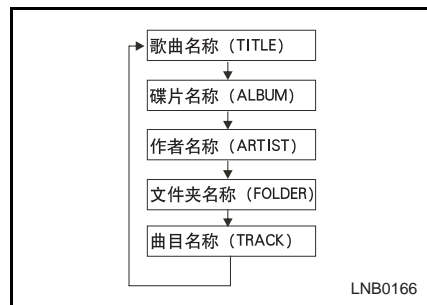 歌曲名称（TITLE）
碟片名称（ALBUM）
作者名称（ARTIST）
文件夹名称（FOLDER）
曲目名称（TRACK）
LNB0166